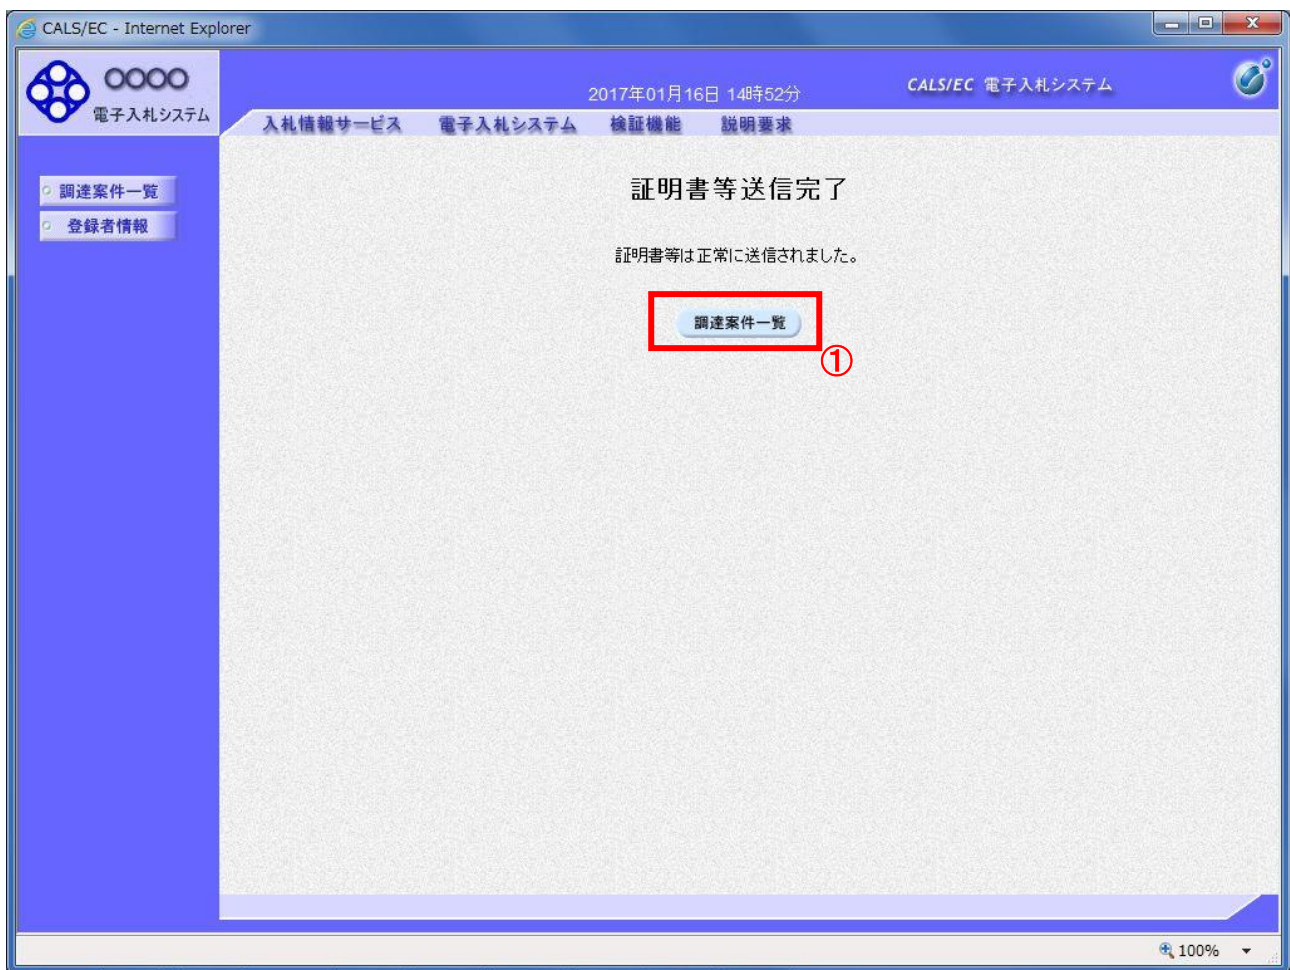 CALS/EC - Internet Explorer
○○○○
電子入札システム
2017年01月16日 14時52分
CALS/EC 電子入札システム
入札情報サービス 電子入札システム 検証機能 説明要求
調達案件一覧
登録者情報
証明書等送信完了
証明書等は正常に送信されました。
調達案件一覧
①
100%